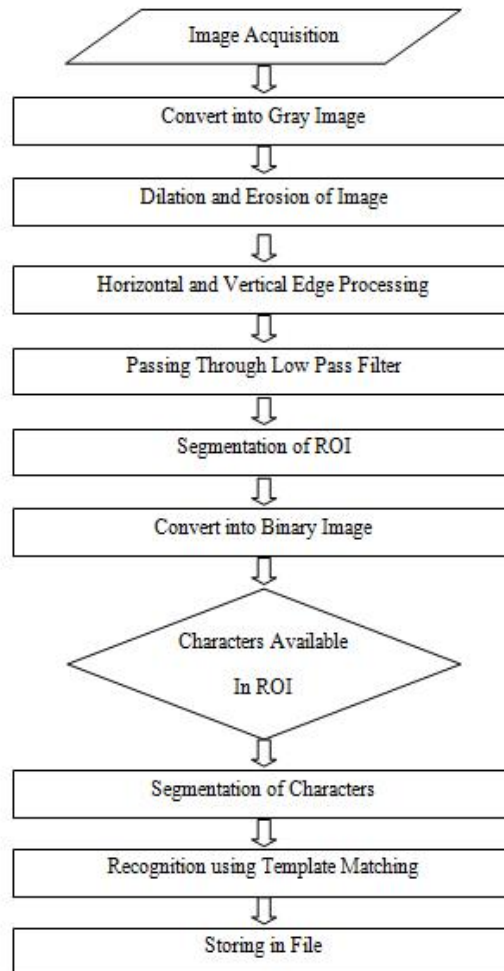 Image Acquisition
Convert into Gray Image
Dilation and Erosion of Image
Horizontal and Vertical Edge Processing
Passing Through Low Pass Filter
Segmentation of ROI
Convert into Binary Image
Characters Available
In ROI
Segmentation of Characters
Recognition using Template Matching
Storing in File